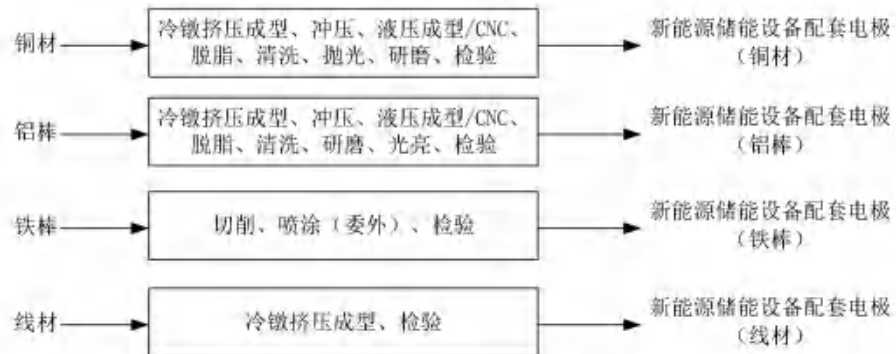 铜材
冷镦挤压成型、冲压、液压成型/CNC、
脱脂、清洗、抛光、研磨、检验
新能源储能设备配套电极
（铜材）
铝棒
冷镦挤压成型、冲压、液压成型/CNC、
脱脂、清洗、研磨、光亮、检验
新能源储能设备配套电极
（铝棒）
铁棒
切削、喷涂（委外）、检验
新能源储能设备配套电极
（铁棒）
线材
冷镦挤压成型、检验
新能源储能设备配套电极
（线材）